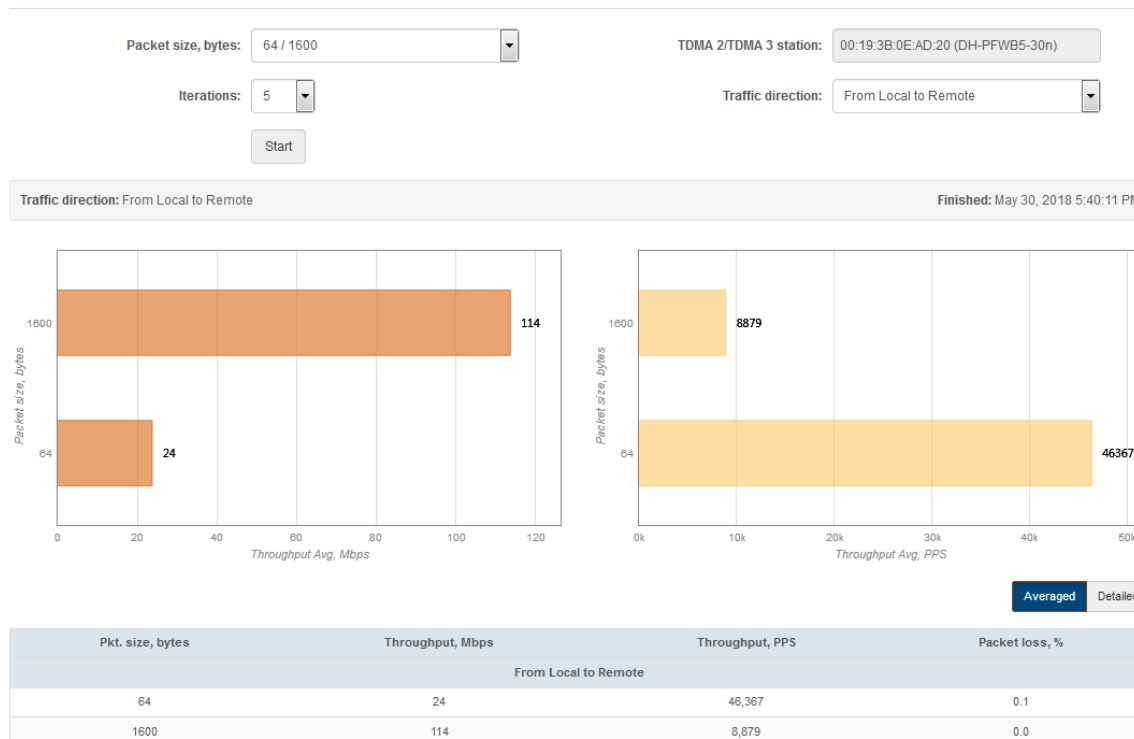 Packet size, bytes: 64 / 1600 TDMA 2/TDMA 3 station: 00:19:3B:0E:AD:20 (DH-PFWB5-30n)
Iterations: 5 Traffic direction: From Local to Remote
Start
Traffic direction: From Local to Remote Finished: May 30, 2018 5:40:11 PM
Packet size, bytes
1600 114
64 24
0 20 40 60 80 100 120
Throughput Avg, Mbps
Packet size, bytes
1600 8879
64 46367
0k 10k 20k 30k 40k 50k
Throughput Avg, PPS
Averaged Detailed
Pkt. size, bytes Throughput, Mbps Throughput, PPS Packet loss, %
From Local to Remote
64 24 46,367 0.1
1600 114 8,879 0.0